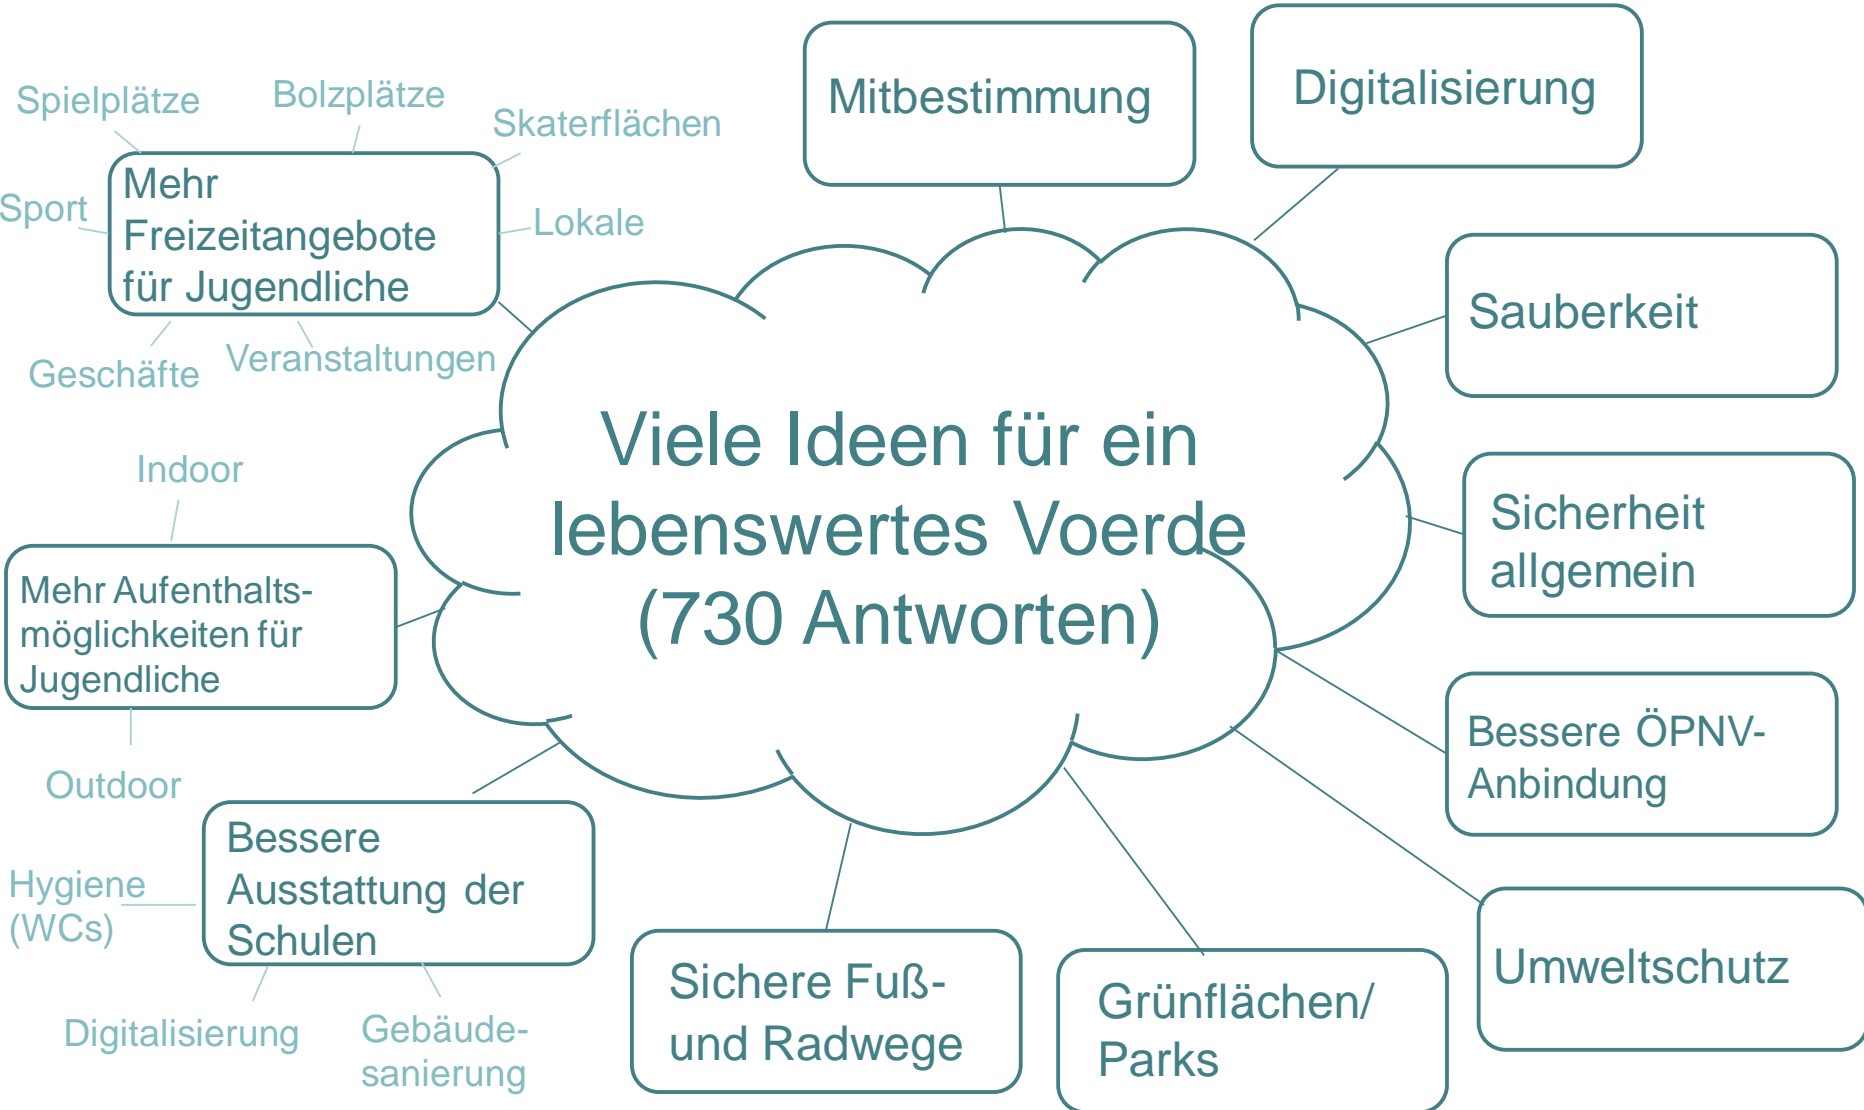 Mitbestimmung
Digitalisierung
Spielplätze
Bolzplätze
Skaterflächen
Sport
Mehr
Freizeitangebote
für Jugendliche
Lokale
Geschäfte
Veranstaltungen
Sauberkeit
Viele Ideen für ein
lebenswertes Voerde
(730 Antworten)
Indoor
Mehr Aufenthalts-
möglichkeiten für
Jugendliche
Outdoor
Sicherheit
allgemein
Bessere ÖPNV-
Anbindung
Bessere
Ausstattung der
Schulen
Hygiene
(WCs)
Digitalisierung
Gebäude-
sanierung
Sichere Fuß-
und Radwege
Grünflächen/
Parks
Umweltschutz